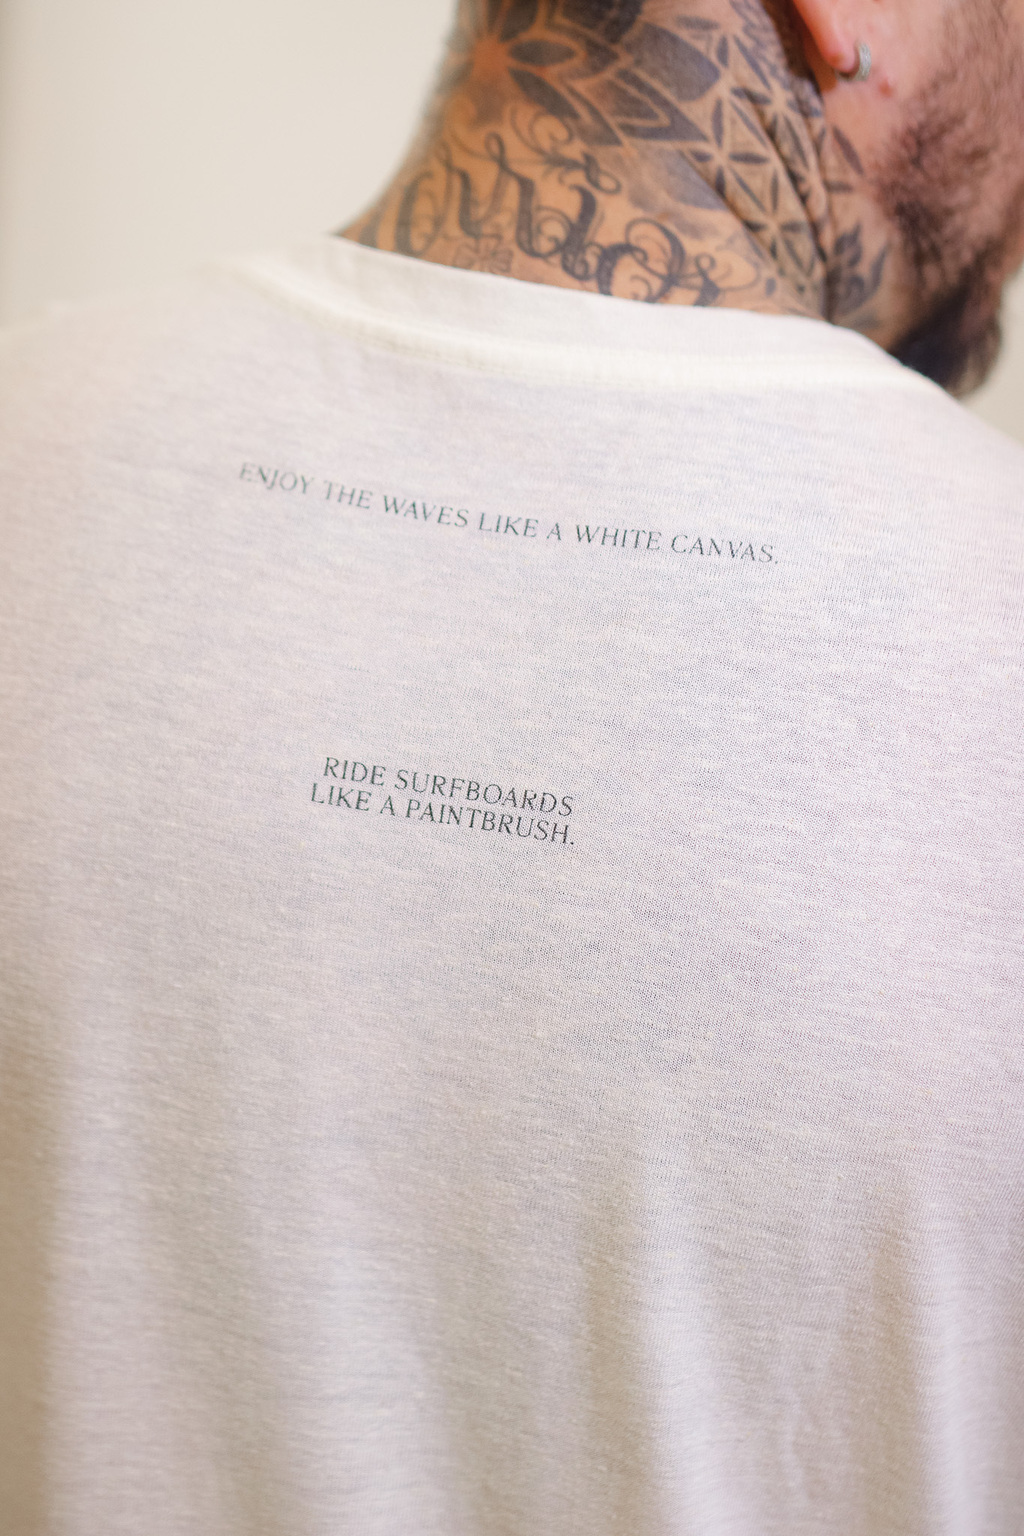 ENJOY THE WAVES LIKE A WHITE CANVAS.
RIDE SURFBOARDS
LIKE A PAINTBRUSH.